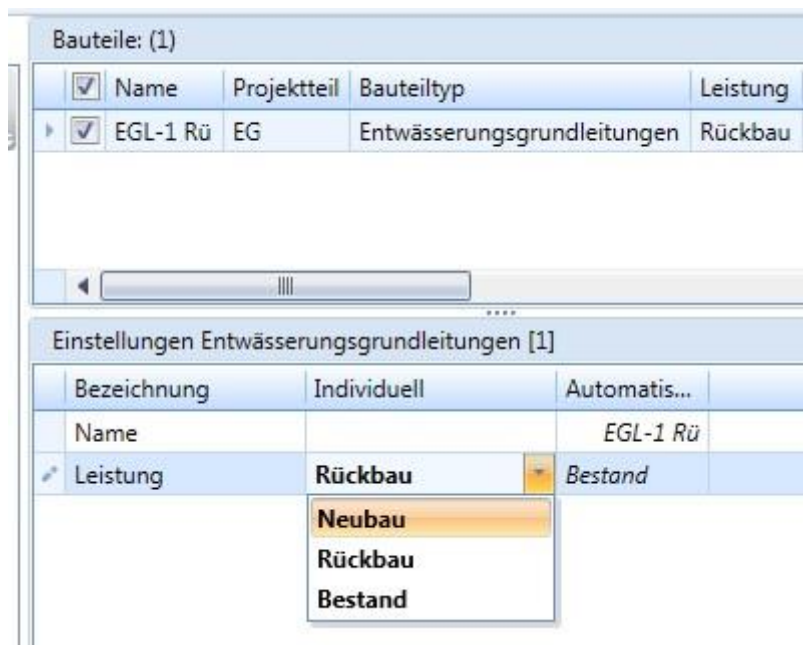 Bauteile: (1)
Name Projektteil Bauteiltyp Leistung
EGL-1 Rü EG Entwässerungsgrundleitungen Rückbau
Einstellungen Entwässerungsgrundleitungen [1]
Bezeichnung Individuell Automatis...
Name EGL-1 Rü
Leistung Rückbau Bestand
Neubau
Rückbau
Bestand